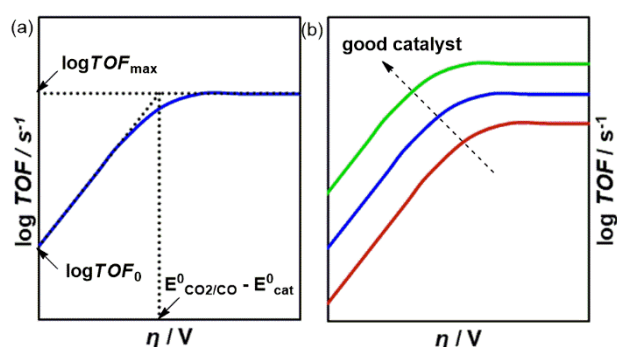 (a)
logTOFmax
logTOF0
E0CO2/CO - E0cat
log TOF / s-1
η / V
(b)
good catalyst
log TOF / s-1
η / V